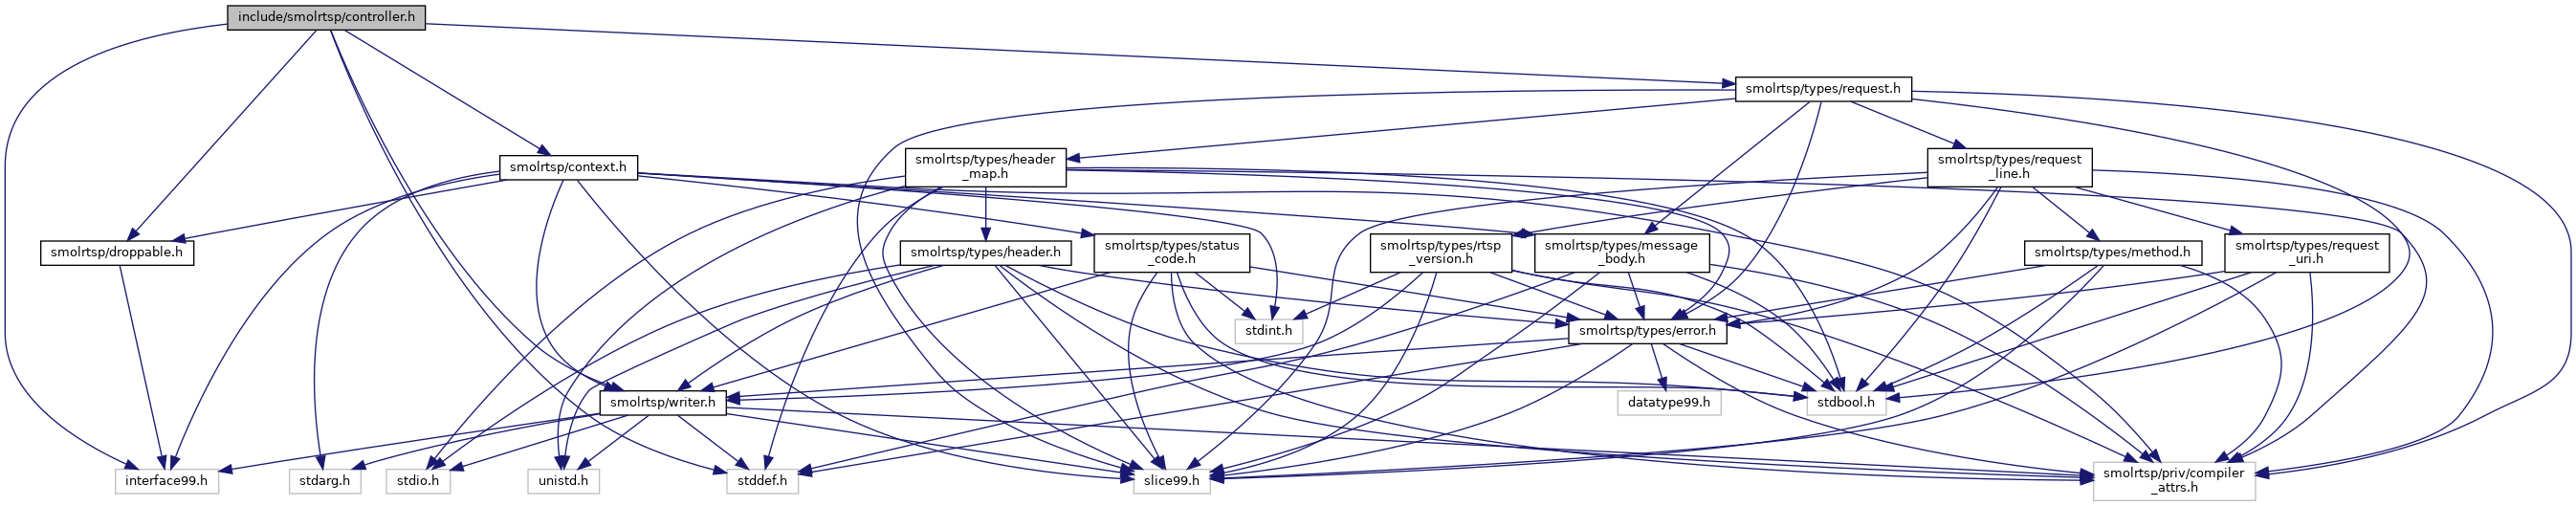 include/smolrtsp/controller.h
smolrtsp/types/request.h
smolrtsp/context.h
smolrtsp/types/header
_map.h
smolrtsp/types/request
_line.h
smolrtsp/droppable.h
smolrtsp/types/header.h
smolrtsp/types/status
_code.h
smolrtsp/types/rtsp
_version.h
smolrtsp/types/message
_body.h
smolrtsp/types/method.h
smolrtsp/types/request
_uri.h
stdint.h
smolrtsp/types/error.h
smolrtsp/writer.h
datatype99.h
stdbool.h
interface99.h
stdarg.h
stdio.h
unistd.h
stddef.h
slice99.h
smolrtsp/priv/compiler
_attrs.h